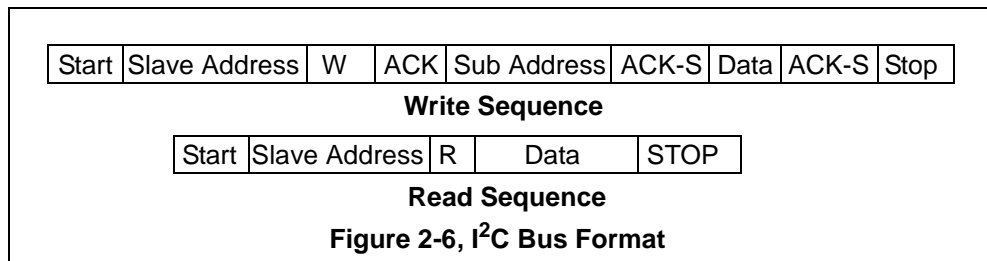 Start Slave Address W ACK Sub Address ACK-S Data ACK-S Stop
Write Sequence
Start Slave Address R Data STOP
Read Sequence
Figure 2-6, I²C Bus Format